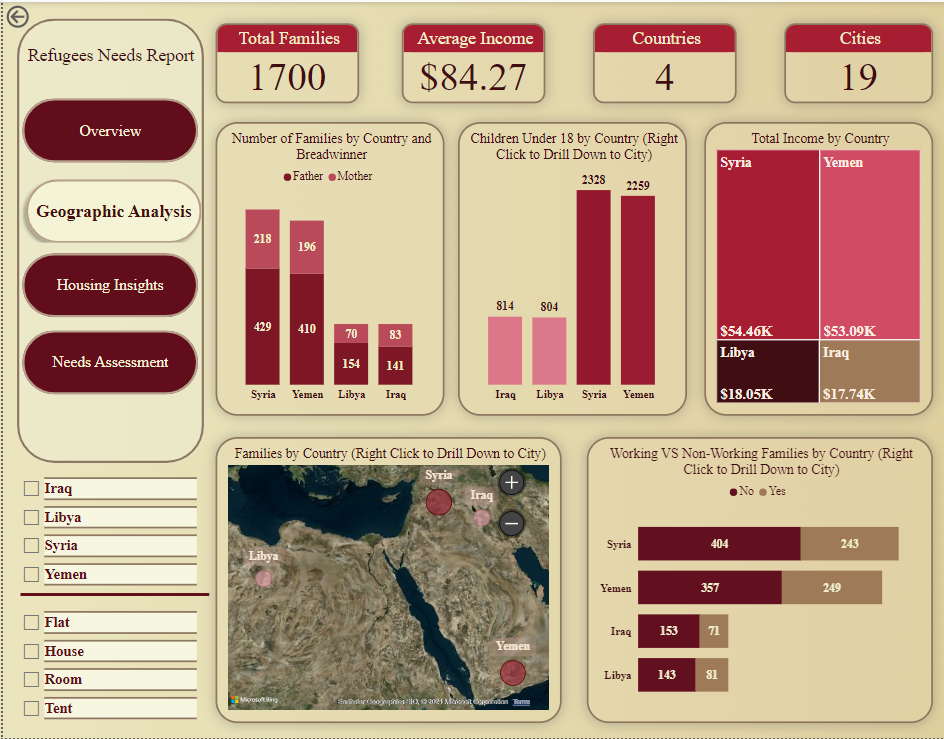 Refugees Needs Report
Overview
Geographic Analysis
Housing Insights
Needs Assessment
Iraq
Libya
Syria
Yemen
Flat
House
Room
Tent
Total Families
1700
Average Income
$84.27
Countries
4
Cities
19
Number of Families by Country and
Breadwinner
Father Mother
218
196
429
410
70
83
154
141
Syria Yemen Libya Iraq
Children Under 18 by Country (Right
Click to Drill Down to City)
2328
2259
814
804
Iraq Libya Syria Yemen
Total Income by Country
Syria
Yemen
$54.46K
$53.09K
Libya
Iraq
$18.05K
$17.74K
Families by Country (Right Click to Drill Down to City)
Syria
Iraq
Libya
Yemen
Microsoft Bing
© 2024 Microsoft Corporation Terms
Working VS Non-Working Families by Country (Right
Click to Drill Down to City)
No Yes
Syria 404 243
Yemen 357 249
Iraq 153 71
Libya 143 81